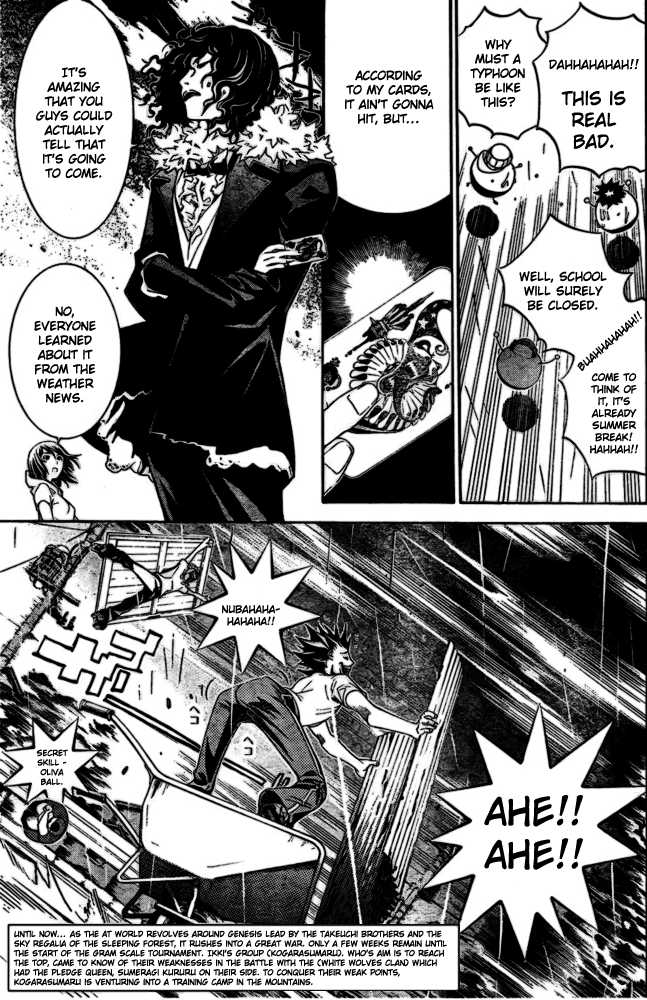 DAHHAHAHAH!!
THIS IS
REAL
BAD.
WHY
MUST A
TYPHOON
BE LIKE
THIS?
WELL, SCHOOL
WILL SURELY
BE CLOSED.
BUAHHAHAHAH!!
COME TO
THINK OF
IT, IT'S
ALREADY
SUMMER
BREAK!
HAHHAH!!
ACCORDING
TO MY CARDS,
IT AIN'T GONNA
HIT, BUT...
IT'S
AMAZING
THAT YOU
GUYS COULD
ACTUALLY
TELL THAT
IT'S GOING
TO COME.
NO,
EVERYONE
LEARNED
ABOUT IT
FROM THE
WEATHER
NEWS.
NUBAHAHA-
HAHAHA!!
AHE!!
AHE!!
SECRET
SKILL -
OLIVA
BALL.
UNTIL NOW... AS THE AT WORLD REVOLVES AROUND GENESIS LEAD BY THE TAKEUCHI BROTHERS AND THE
SKY REGALIA OF THE SLEEPING FOREST, IT RUSHES INTO A GREAT WAR. ONLY A FEW WEEKS REMAIN UNTIL
THE START OF THE GRAM SCALE TOURNAMENT. IKKI'S GROUP (KOGARASUMARU). WHO'S AIM IS TO REACH
THE TOP, CAME TO KNOW OF THEIR WEAKNESSES IN THE BATTLE WITH THE (WHITE WOLVES CLAN) WHICH
HAD THE PLEDGE QUEEN, SUMERAGI KURURU ON THEIR SIDE. TO CONQUER THEIR WEAK POINTS,
KOGARASUMARU IS VENTURING INTO A TRAINING CAMP IN THE MOUNTAINS.